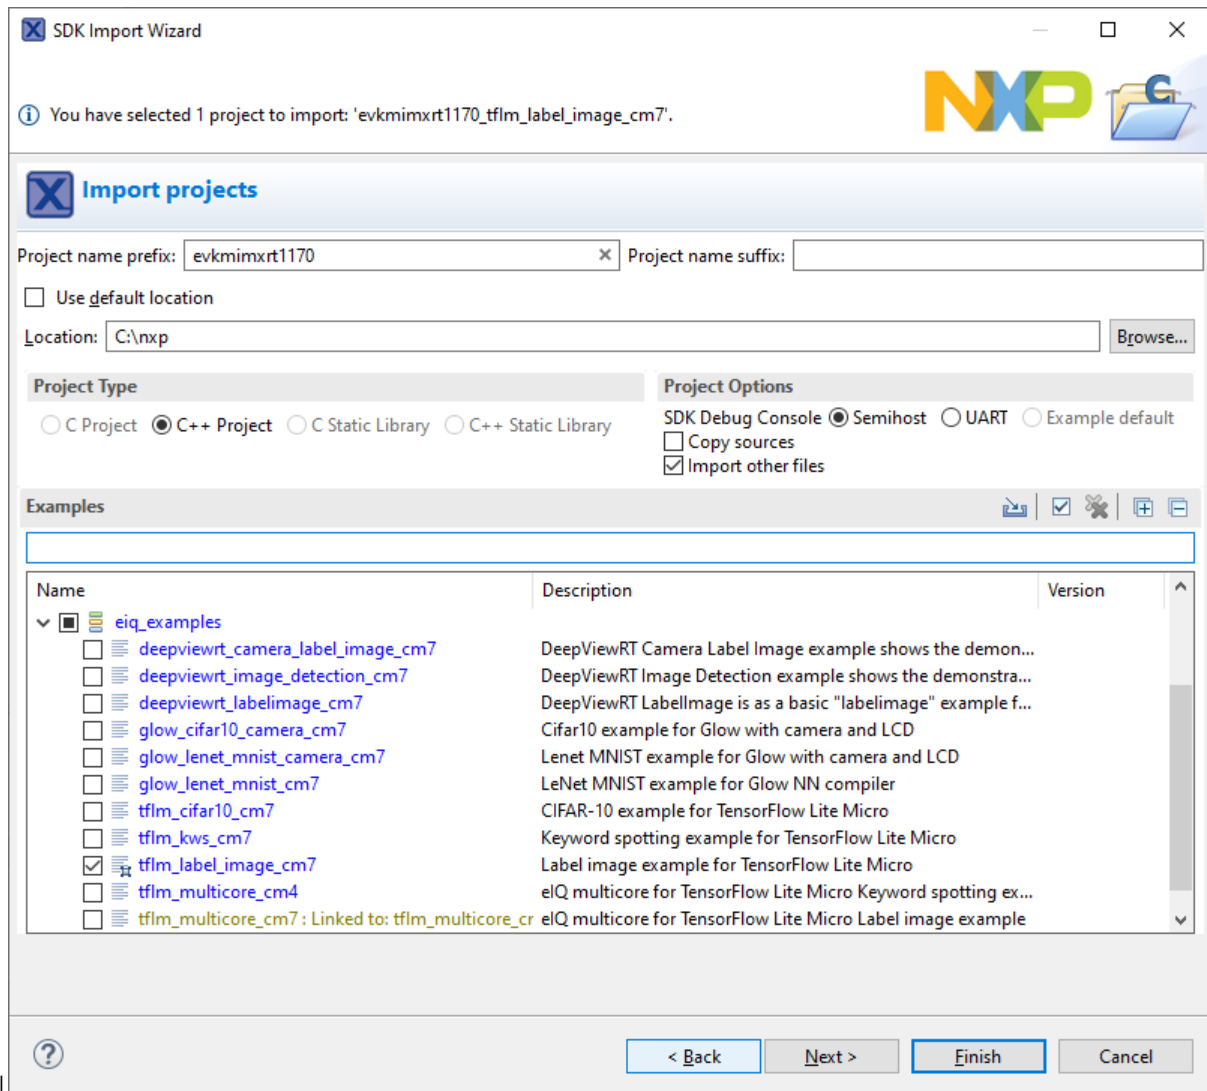 SDK Import Wizard
You have selected 1 project to import: 'evkmimxrt1170_tflm_label_image_cm7'.
NXP
C
Import projects
Project name prefix: evkmimxrt1170 Project name suffix:
Use default location
Location: C:\nxp Browse...
Project Type Project Options
C Project C++ Project C Static Library C++ Static Library SDK Debug Console Semihost UART Example default
Copy sources
Import other files
Examples
Name Description Version
eiq_examples
deepviewrt_camera_label_image_cm7 DeepViewRT Camera Label Image example shows the demon...
deepviewrt_image_detection_cm7 DeepViewRT Image Detection example shows the demonstra...
deepviewrt_labelimage_cm7 DeepViewRT LabelImage is as a basic "labelimage" example f...
glow_cifar10_camera_cm7 Cifar10 example for Glow with camera and LCD
glow_lenet_mnist_camera_cm7 Lenet MNIST example for Glow with camera and LCD
glow_lenet_mnist_cm7 LeNet MNIST example for Glow NN compiler
tflm_cifar10_cm7 CIFAR-10 example for TensorFlow Lite Micro
tflm_kws_cm7 Keyword spotting example for TensorFlow Lite Micro
tflm_label_image_cm7 Label image example for TensorFlow Lite Micro
tflm_multicore_cm4 eIQ multicore for TensorFlow Lite Micro Keyword spotting ex...
tflm_multicore_cm7 : Linked to: tflm_multicore_cr eIQ multicore for TensorFlow Lite Micro Label image example
< Back Next > Finish Cancel